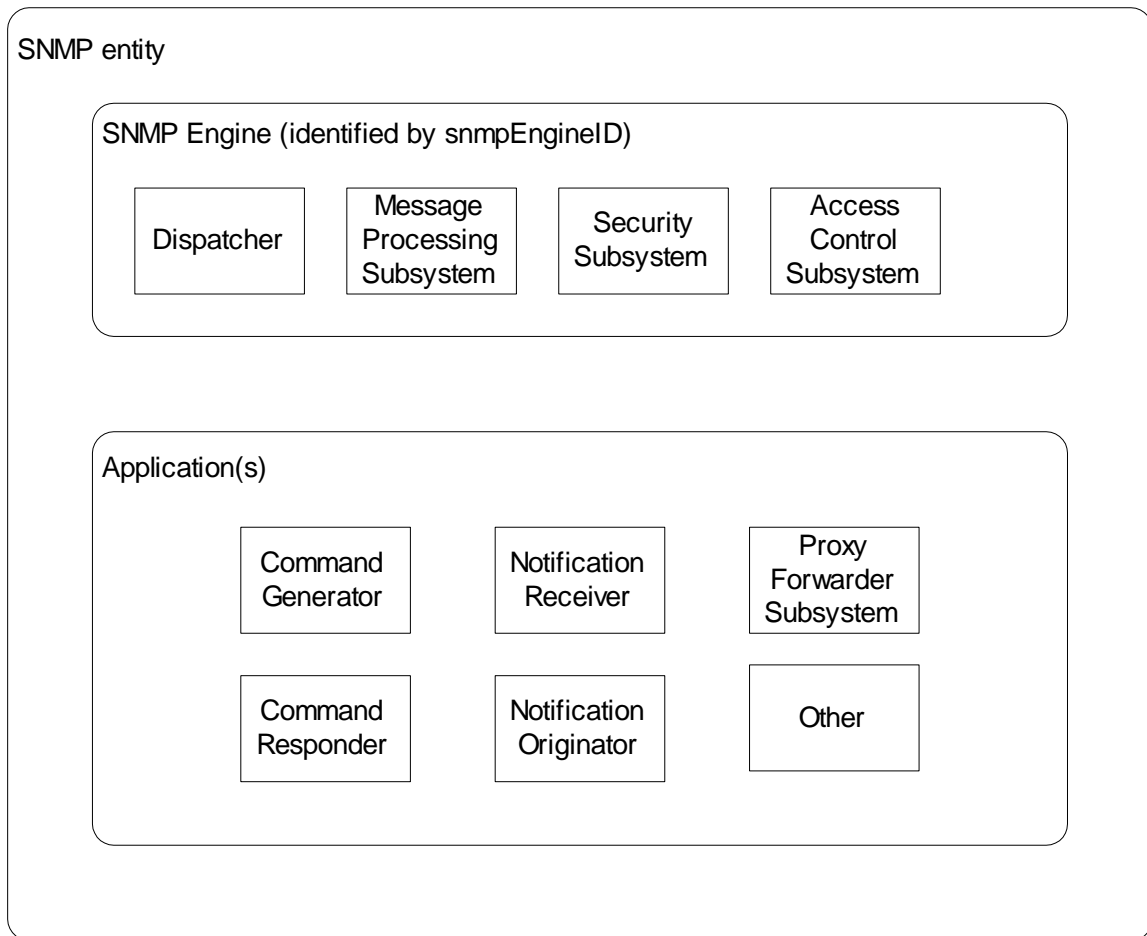 SNMP entity
SNMP Engine (identified by snmpEngineID)
Dispatcher
Message
Processing
Subsystem
Security
Subsystem
Access
Control
Subsystem
Application(s)
Command
Generator
Notification
Receiver
Proxy
Forwarder
Subsystem
Command
Responder
Notification
Originator
Other